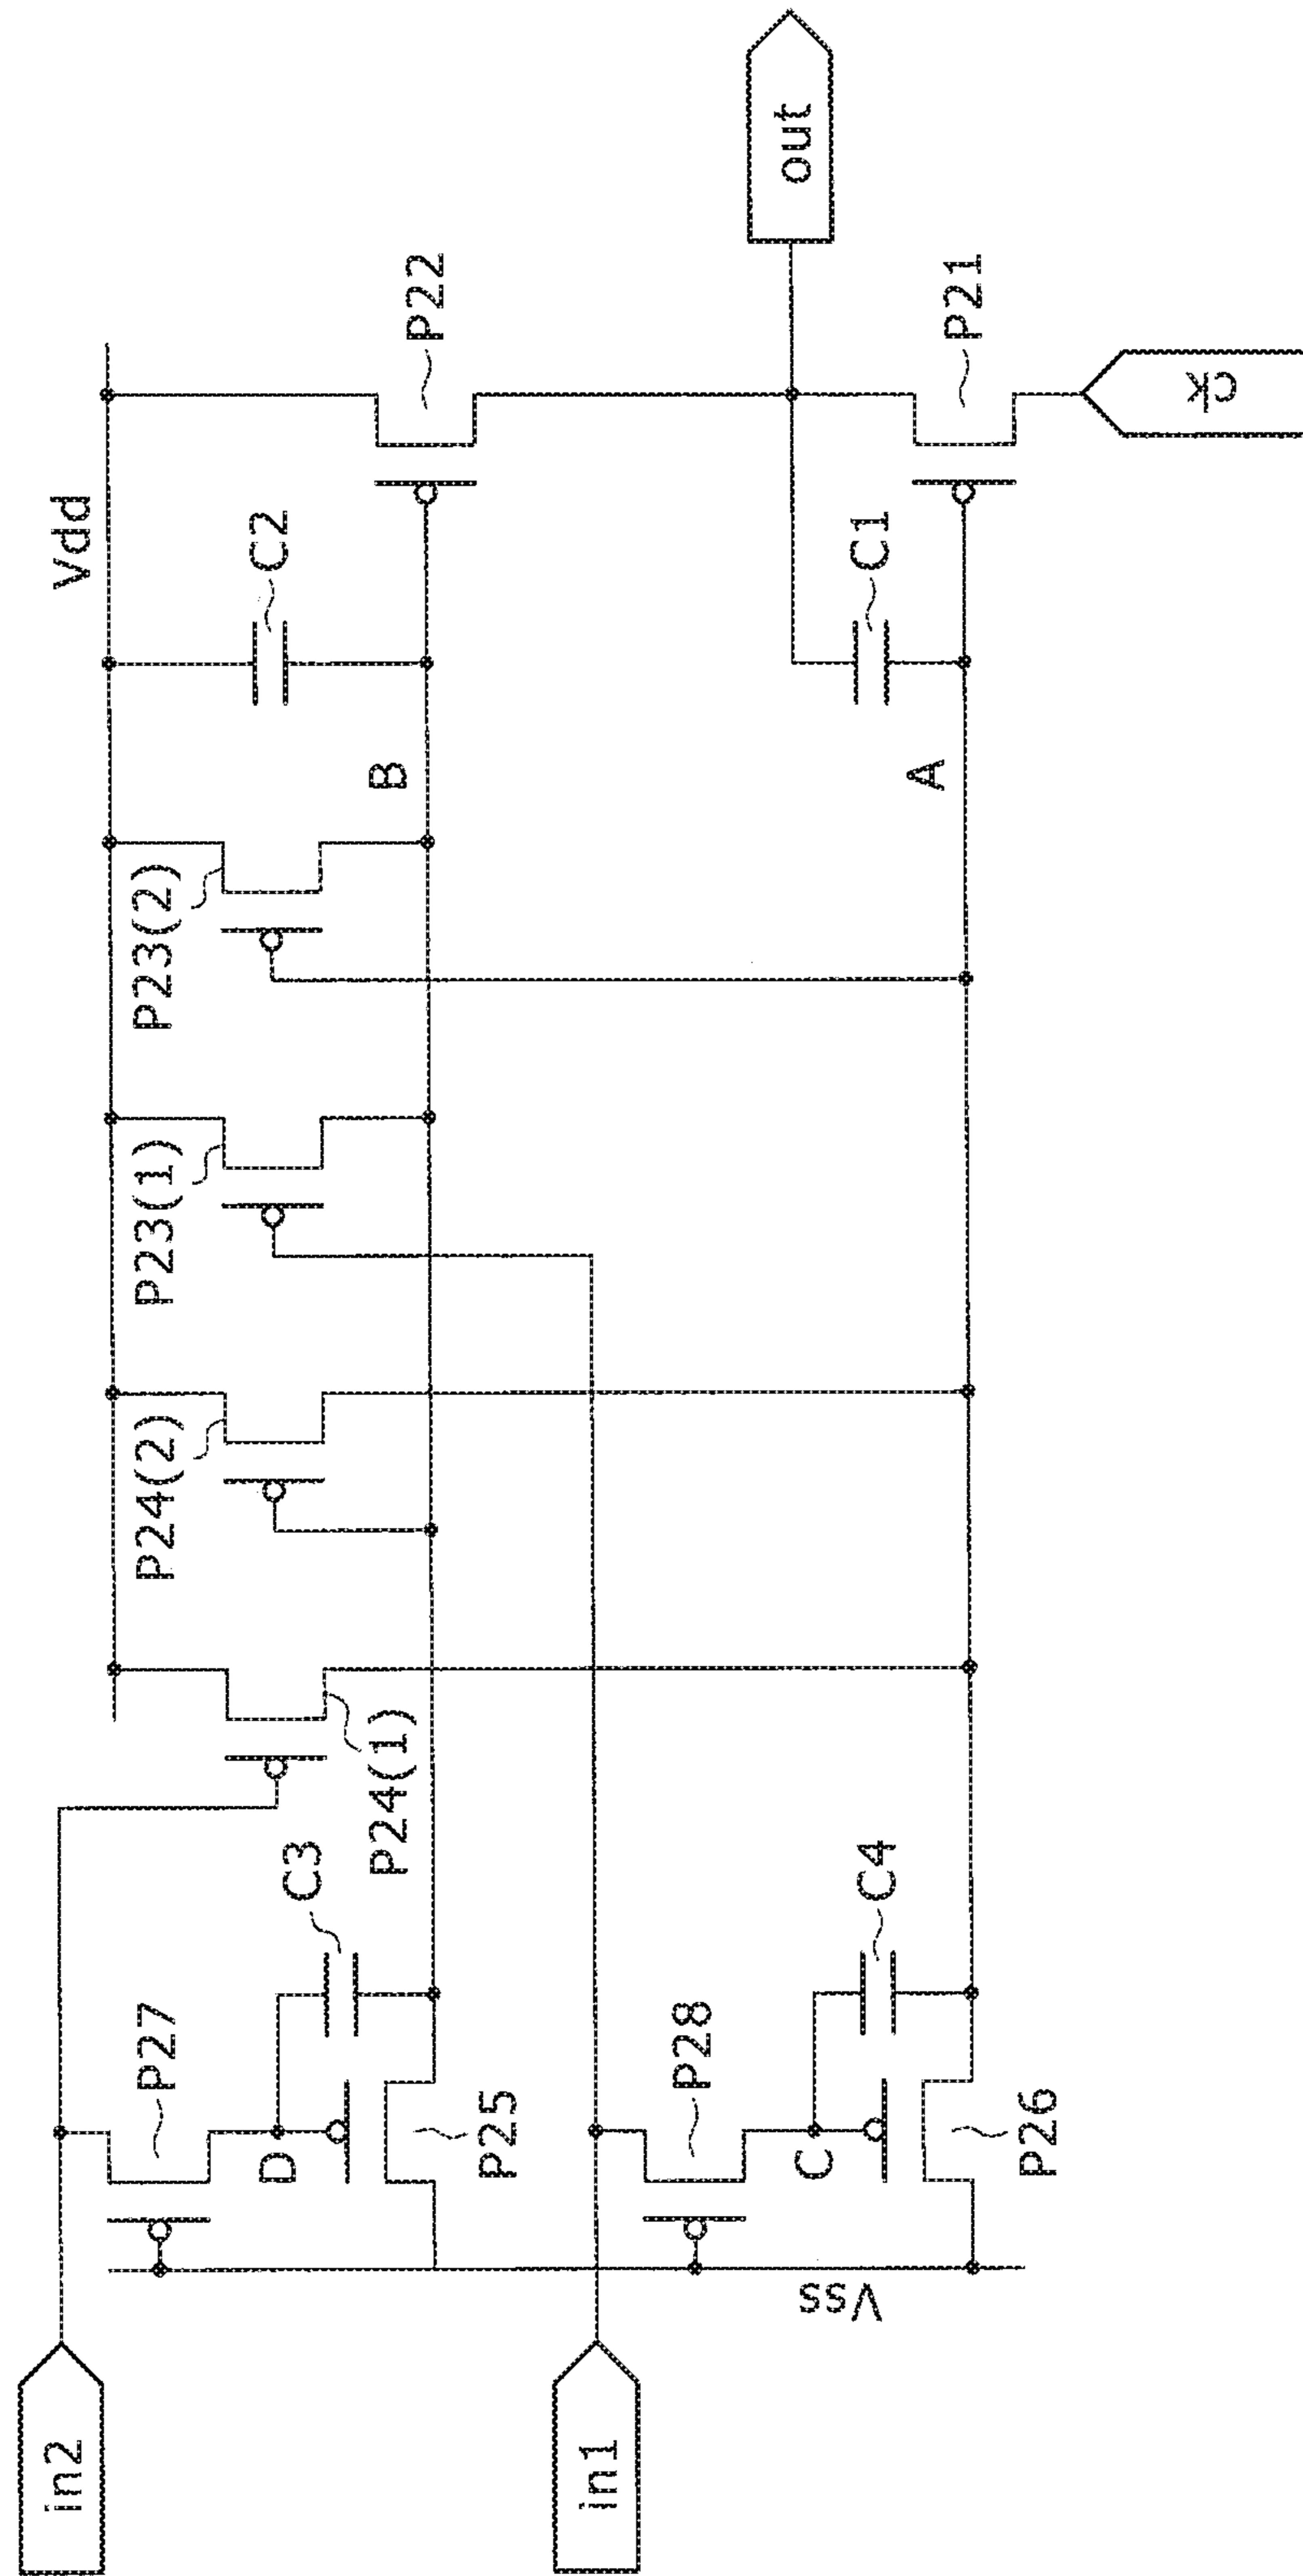 in2
in1
P27
D
P25
C3
P24(1)
P24(2)
P23(1)
P23(2)
B
C2
Vdd
P22
out
P28
C
P26
C4
Vss
A
C1
P21
ck